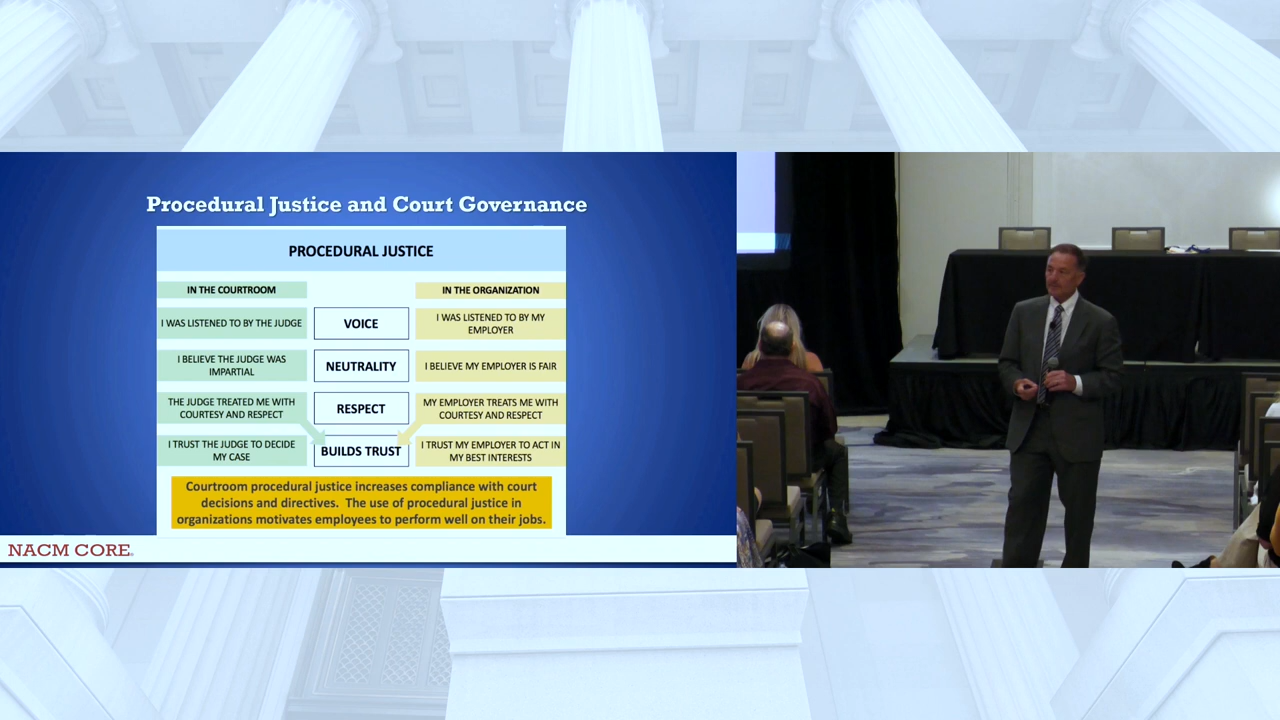 Procedural Justice and Court Governance
PROCEDURAL JUSTICE
IN THE COURTROOM
IN THE ORGANIZATION
I WAS LISTENED TO BY THE JUDGE
VOICE
I WAS LISTENED TO BY MY
EMPLOYER
I BELIEVE THE JUDGE WAS
IMPARTIAL
NEUTRALITY
I BELIEVE MY EMPLOYER IS FAIR
THE JUDGE TREATED ME WITH
COURTESY AND RESPECT
RESPECT
MY EMPLOYER TREATS ME WITH
COURTESY AND RESPECT
I TRUST THE JUDGE TO DECIDE
MY CASE
BUILDS TRUST
I TRUST MY EMPLOYER TO ACT IN
MY BEST INTERESTS
Courtroom procedural justice increases compliance with court
decisions and directives. The use of procedural justice in
organizations motivates employees to perform well on their jobs.
NACM CORE®